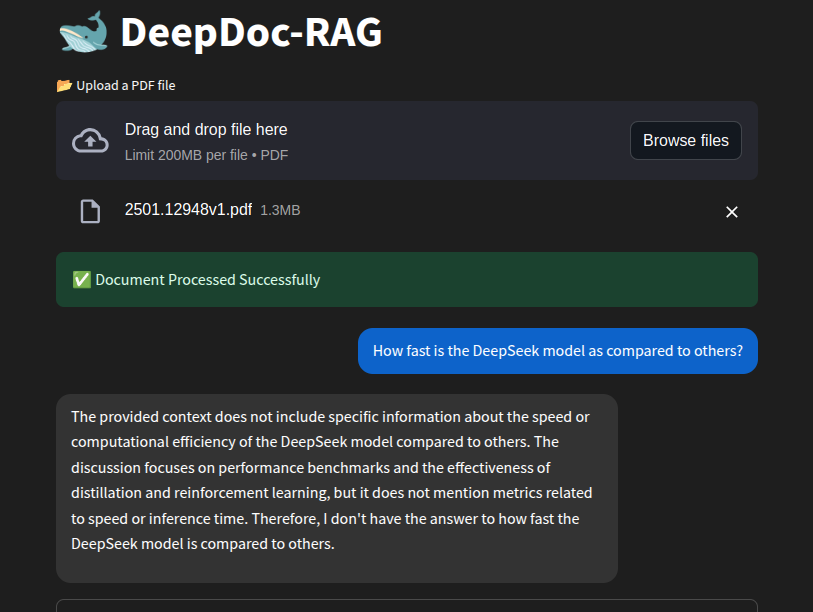 DeepDoc-RAG
Upload a PDF file
Drag and drop file here
Limit 200MB per file • PDF
Browse files
2501.12948v1.pdf 1.3MB
Document Processed Successfully
How fast is the DeepSeek model as compared to others?
The provided context does not include specific information about the speed or
computational efficiency of the DeepSeek model compared to others. The
discussion focuses on performance benchmarks and the effectiveness of
distillation and reinforcement learning, but it does not mention metrics related
to speed or inference time. Therefore, I don't have the answer to how fast the
DeepSeek model is compared to others.